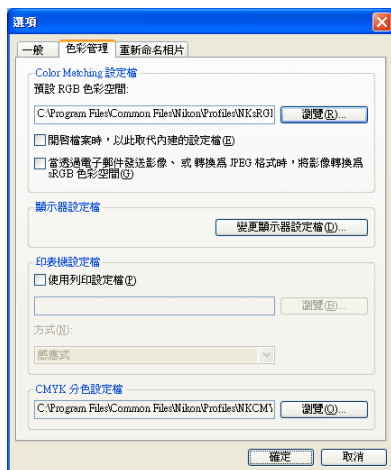 選項
一般 色彩管理 重新命名相片
Color Matching 設定檔
預設 RGB 色彩空間:
C:\Program Files\Common Files\Nikon\Profiles\NKsRGI 瀏覽(R)...
開啓檔案時，以此取代內建的設定檔(E)
當透過電子郵件發送影像、 或 轉換爲 JPEG 格式時，將影像轉換爲
sRGB 色彩空間(G)
顯示器設定檔
變更顯示器設定檔(D)...
印表機設定檔
使用列印設定檔(P)
瀏覽(B)...
方式(N):
感應式
CMYK 分色設定檔
C:\Program Files\Common Files\Nikon\Profiles\NKCMY 瀏覽(O)...
確定 取消